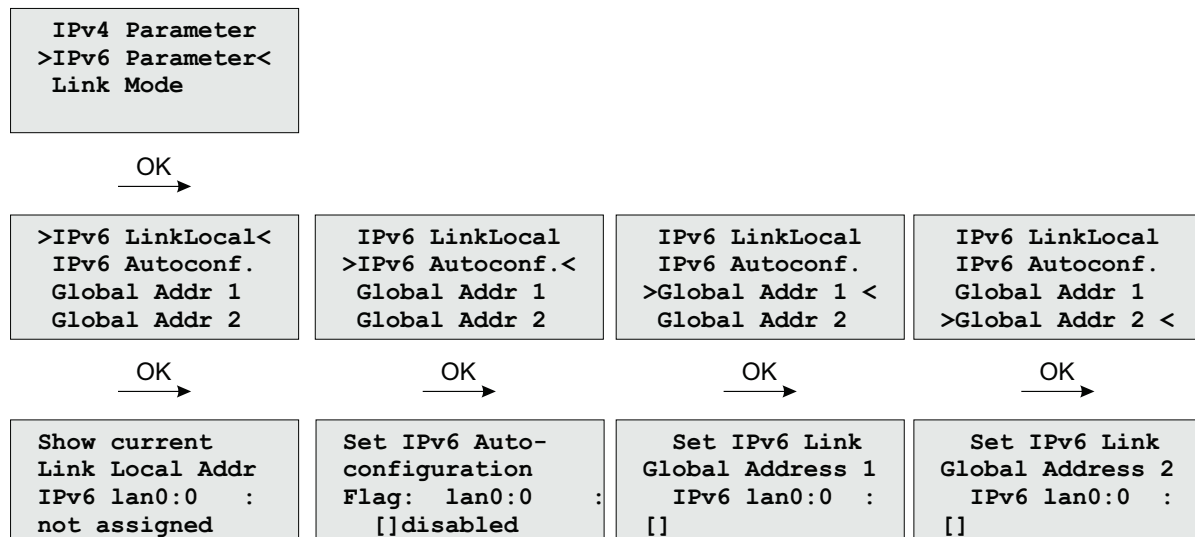 IPv4 Parameter
>IPv6 Parameter<
Link Mode
OK
>IPv6 LinkLocal<
IPv6 Autoconf.
Global Addr 1
Global Addr 2
IPv6 LinkLocal
>IPv6 Autoconf.<
Global Addr 1
Global Addr 2
IPv6 LinkLocal
IPv6 Autoconf.
>Global Addr 1 <
Global Addr 2
IPv6 LinkLocal
IPv6 Autoconf.
Global Addr 1
>Global Addr 2 <
OK
OK
OK
OK
Show current
Link Local Addr
IPv6 lan0:0 :
not assigned
Set IPv6 Auto-
configuration
Flag: lan0:0 :
[]disabled
Set IPv6 Link
Global Address 1
IPv6 lan0:0 :
[]
Set IPv6 Link
Global Address 2
IPv6 lan0:0 :
[]